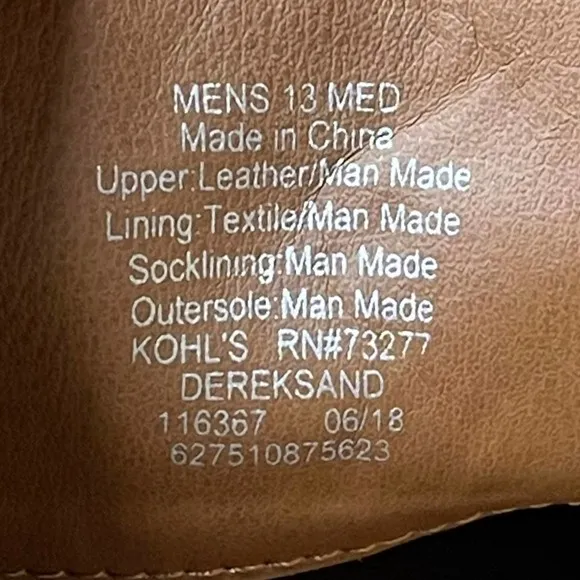 MENS 13 MED
Made in China
Upper:Leather/Man Made
Lining:Textile/Man Made
Socklining:Man Made
Outersole:Man Made
KOHL'S RN#73277
DEREKSAND
116367 06/18
627510875623